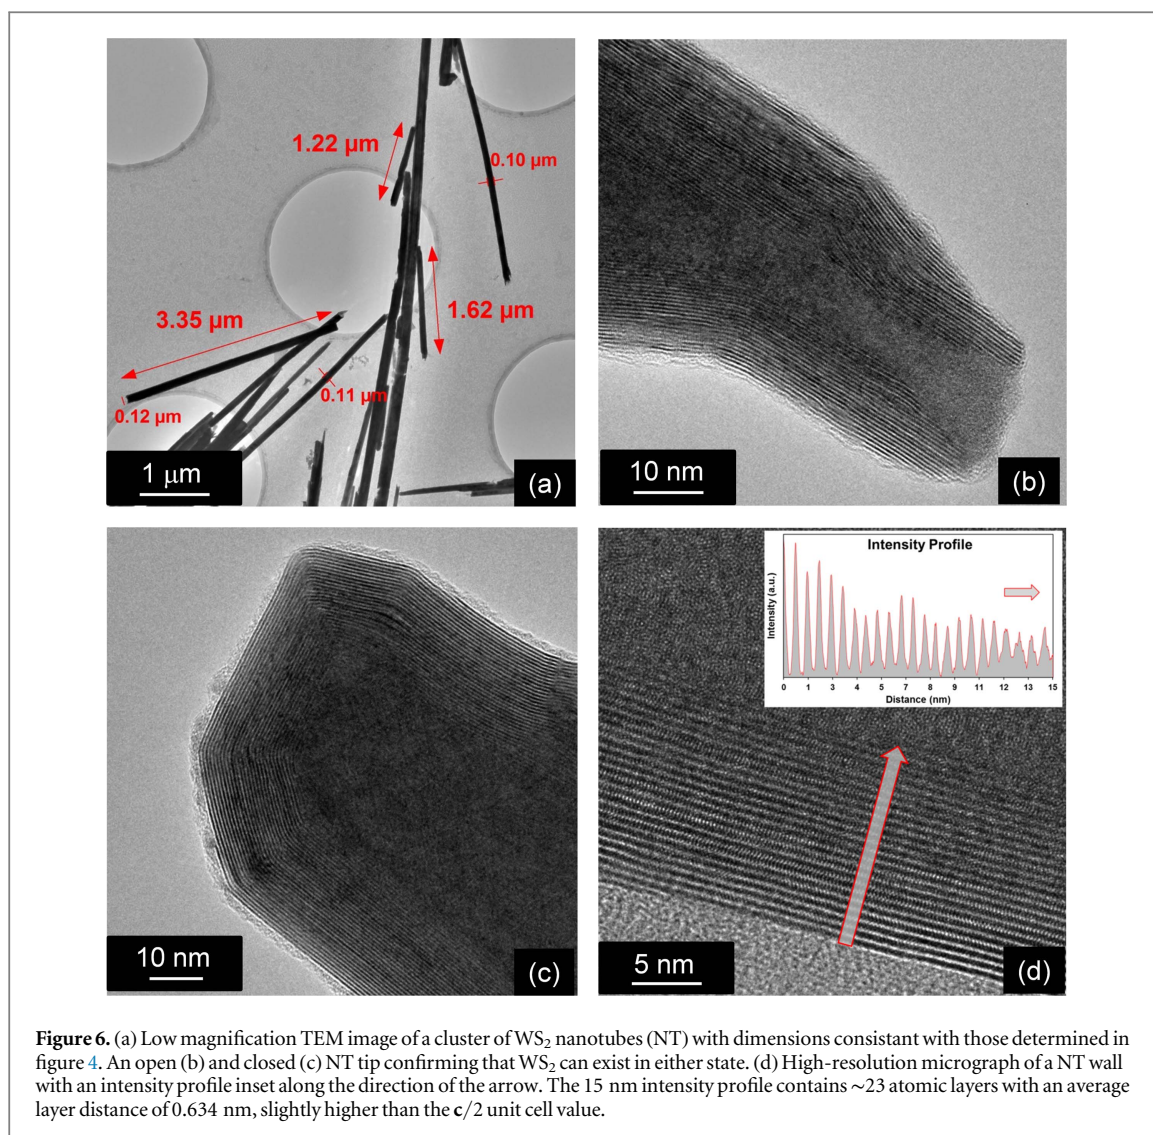 1.22 µm
0.10 µm
3.35 µm
1.62 µm
0.12 µm
0.11 µm
1 µm
(a)
10 nm
(b)
10 nm
(c)
Intensity Profile
Intensity (a.u.)
0 1 3 4 5 7 8 9 11 12 13 15
Distance (nm)
5 nm
(d)
Figure 6. (a) Low magnification TEM image of a cluster of WS₂ nanotubes (NT) with dimensions consistant with those determined in
figure 4. An open (b) and closed (c) NT tip confirming that WS₂ can exist in either state. (d) High-resolution micrograph of a NT wall
with an intensity profile inset along the direction of the arrow. The 15 nm intensity profile contains ~23 atomic layers with an average
layer distance of 0.634 nm, slightly higher than the c/2 unit cell value.